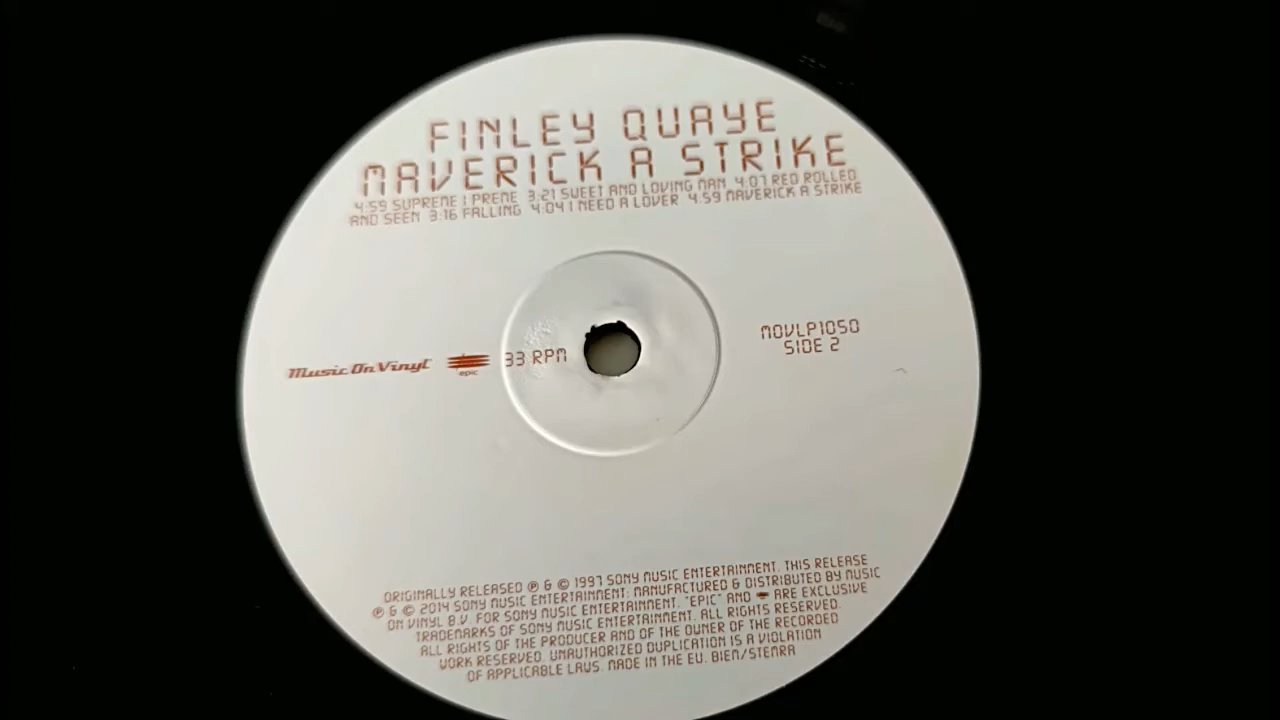 FINLEY QUAYE
MAVERICK A STRIKE
4:59 SUPREME I PREME 3:21 SWEET AND LOVING MAN 4:07 RED ROLLED
AND SEEN 3:16 FALLING 4:04 I NEED A LOVER 4:59 MAVERICK A STRIKE
Music On Vinyl epic 33 RPM
MOVLP1050
SIDE 2
ORIGINALLY RELEASED ℗ & © 1997 SONY MUSIC ENTERTAINMENT. THIS RELEASE
℗ & © 2014 SONY MUSIC ENTERTAINMENT. MANUFACTURED & DISTRIBUTED BY MUSIC
ON VINYL B.V. FOR SONY MUSIC ENTERTAINMENT. "EPIC" AND ARE EXCLUSIVE
TRADEMARKS OF SONY MUSIC ENTERTAINMENT. ALL RIGHTS RESERVED.
ALL RIGHTS OF THE PRODUCER AND OF THE OWNER OF THE RECORDED
WORK RESERVED. UNAUTHORIZED DUPLICATION IS A VIOLATION
OF APPLICABLE LAWS. MADE IN THE EU. BIEM/STEMRA